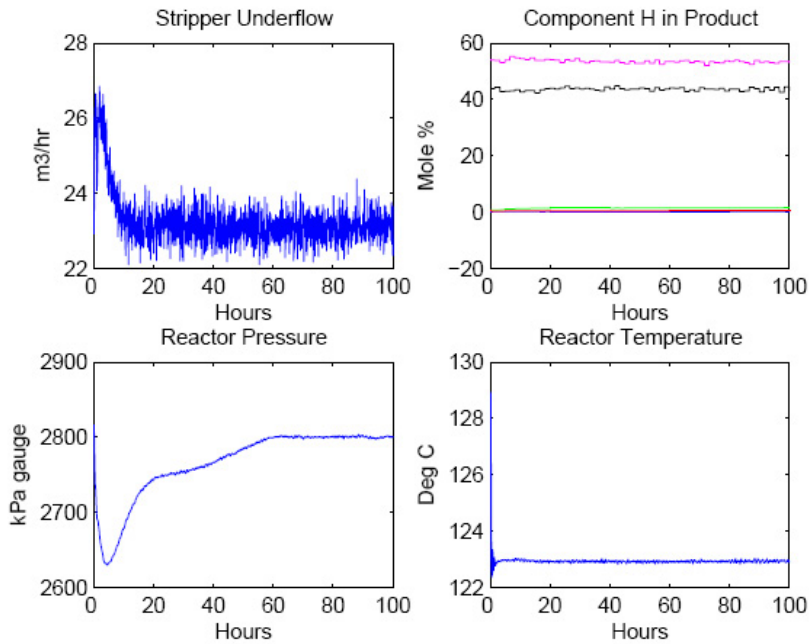 Stripper Underflow
28
26
24
23
22
m3/hr
0 20 40 60 80 100
Hours
Component H in Product
60
40
20
0
−20
Mole %
0 20 40 60 80 100
Hours
Reactor Pressure
2900
2800
2700
2600
kPa gauge
0 20 40 60 80 100
Hours
Reactor Temperature
130
128
126
124
123
122
Deg C
0 20 40 60 80 100
Hours